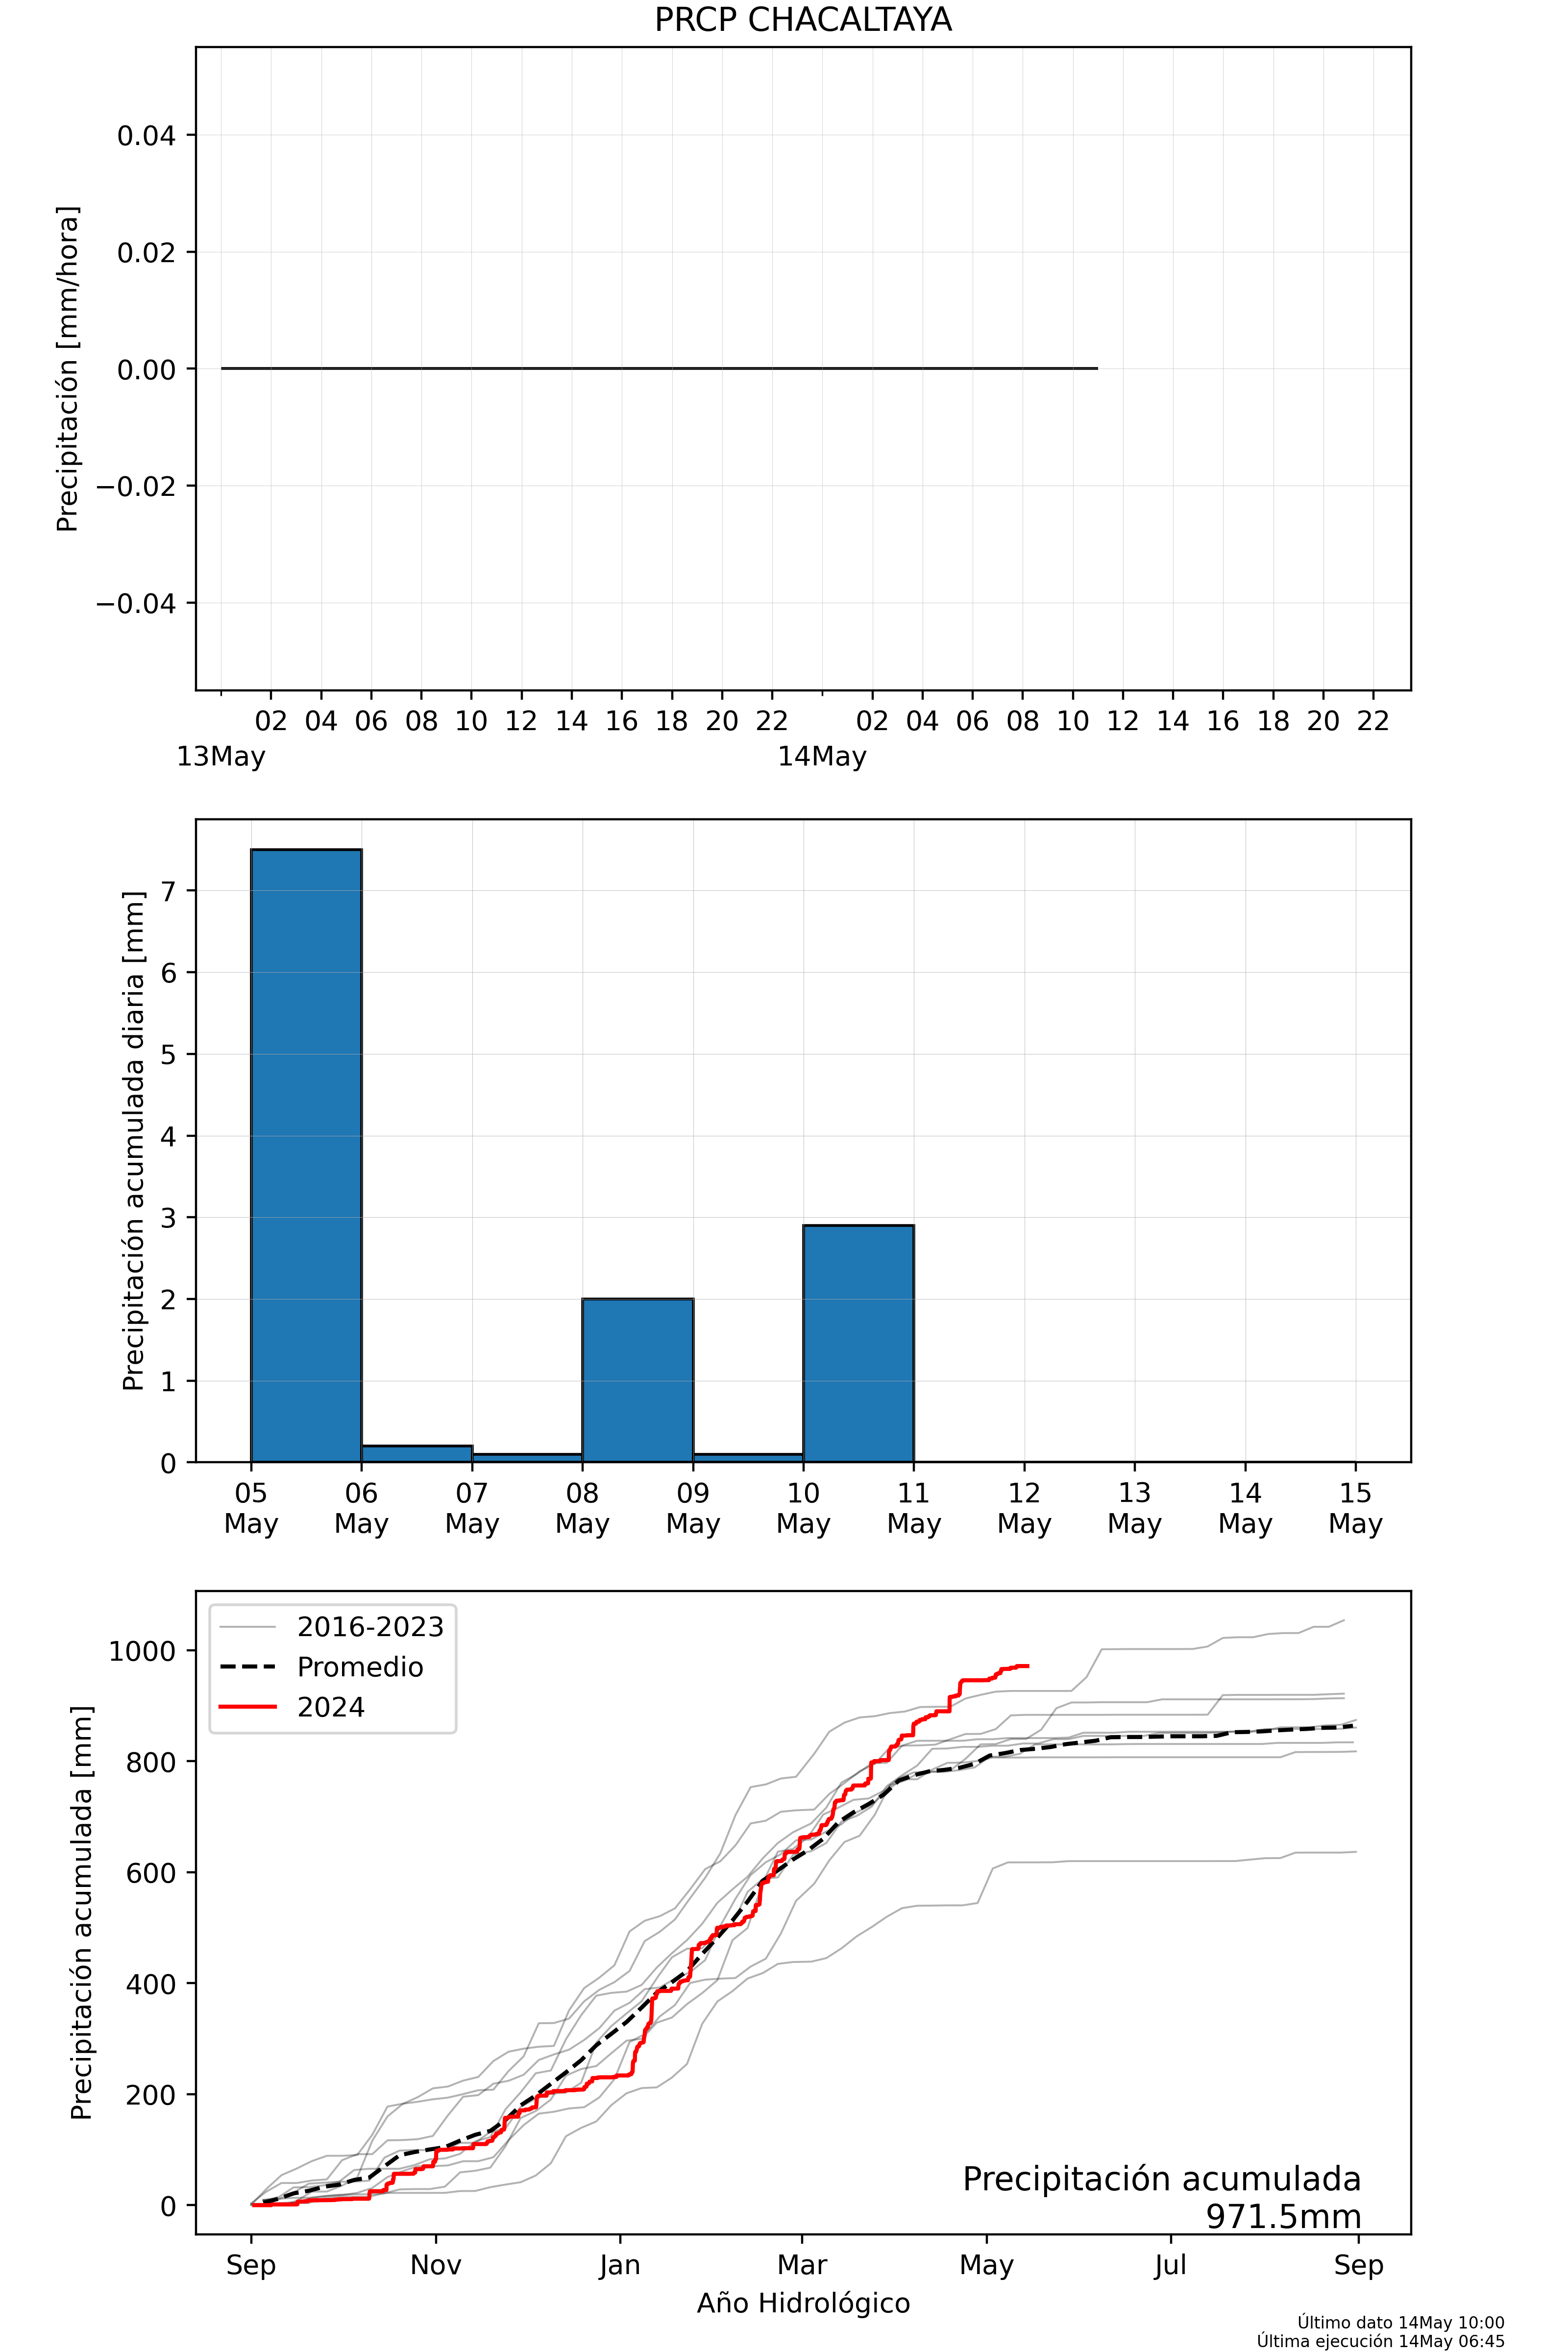 PRCP CHACALTAYA
Precipitación [mm/hora]
0.04
0.02
0.00
−0.02
−0.04
02 04 06 08 10 12 14 16 18 20 22 02 04 06 08 10 12 14 16 18 20 22
13May 14May
Precipitación acumulada diaria [mm]
7
6
5
4
3
2
1
0
05 06 07 08 09 10 11 12 13 14 15
May May May May May May May May May May May
Precipitación acumulada [mm]
1000
800
600
400
200
0
2016-2023
Promedio
2024
Precipitación acumulada
971.5mm
Sep Nov Jan Mar May Jul Sep
Año Hidrológico
Último dato 14May 10:00
Última ejecución 14May 06:45